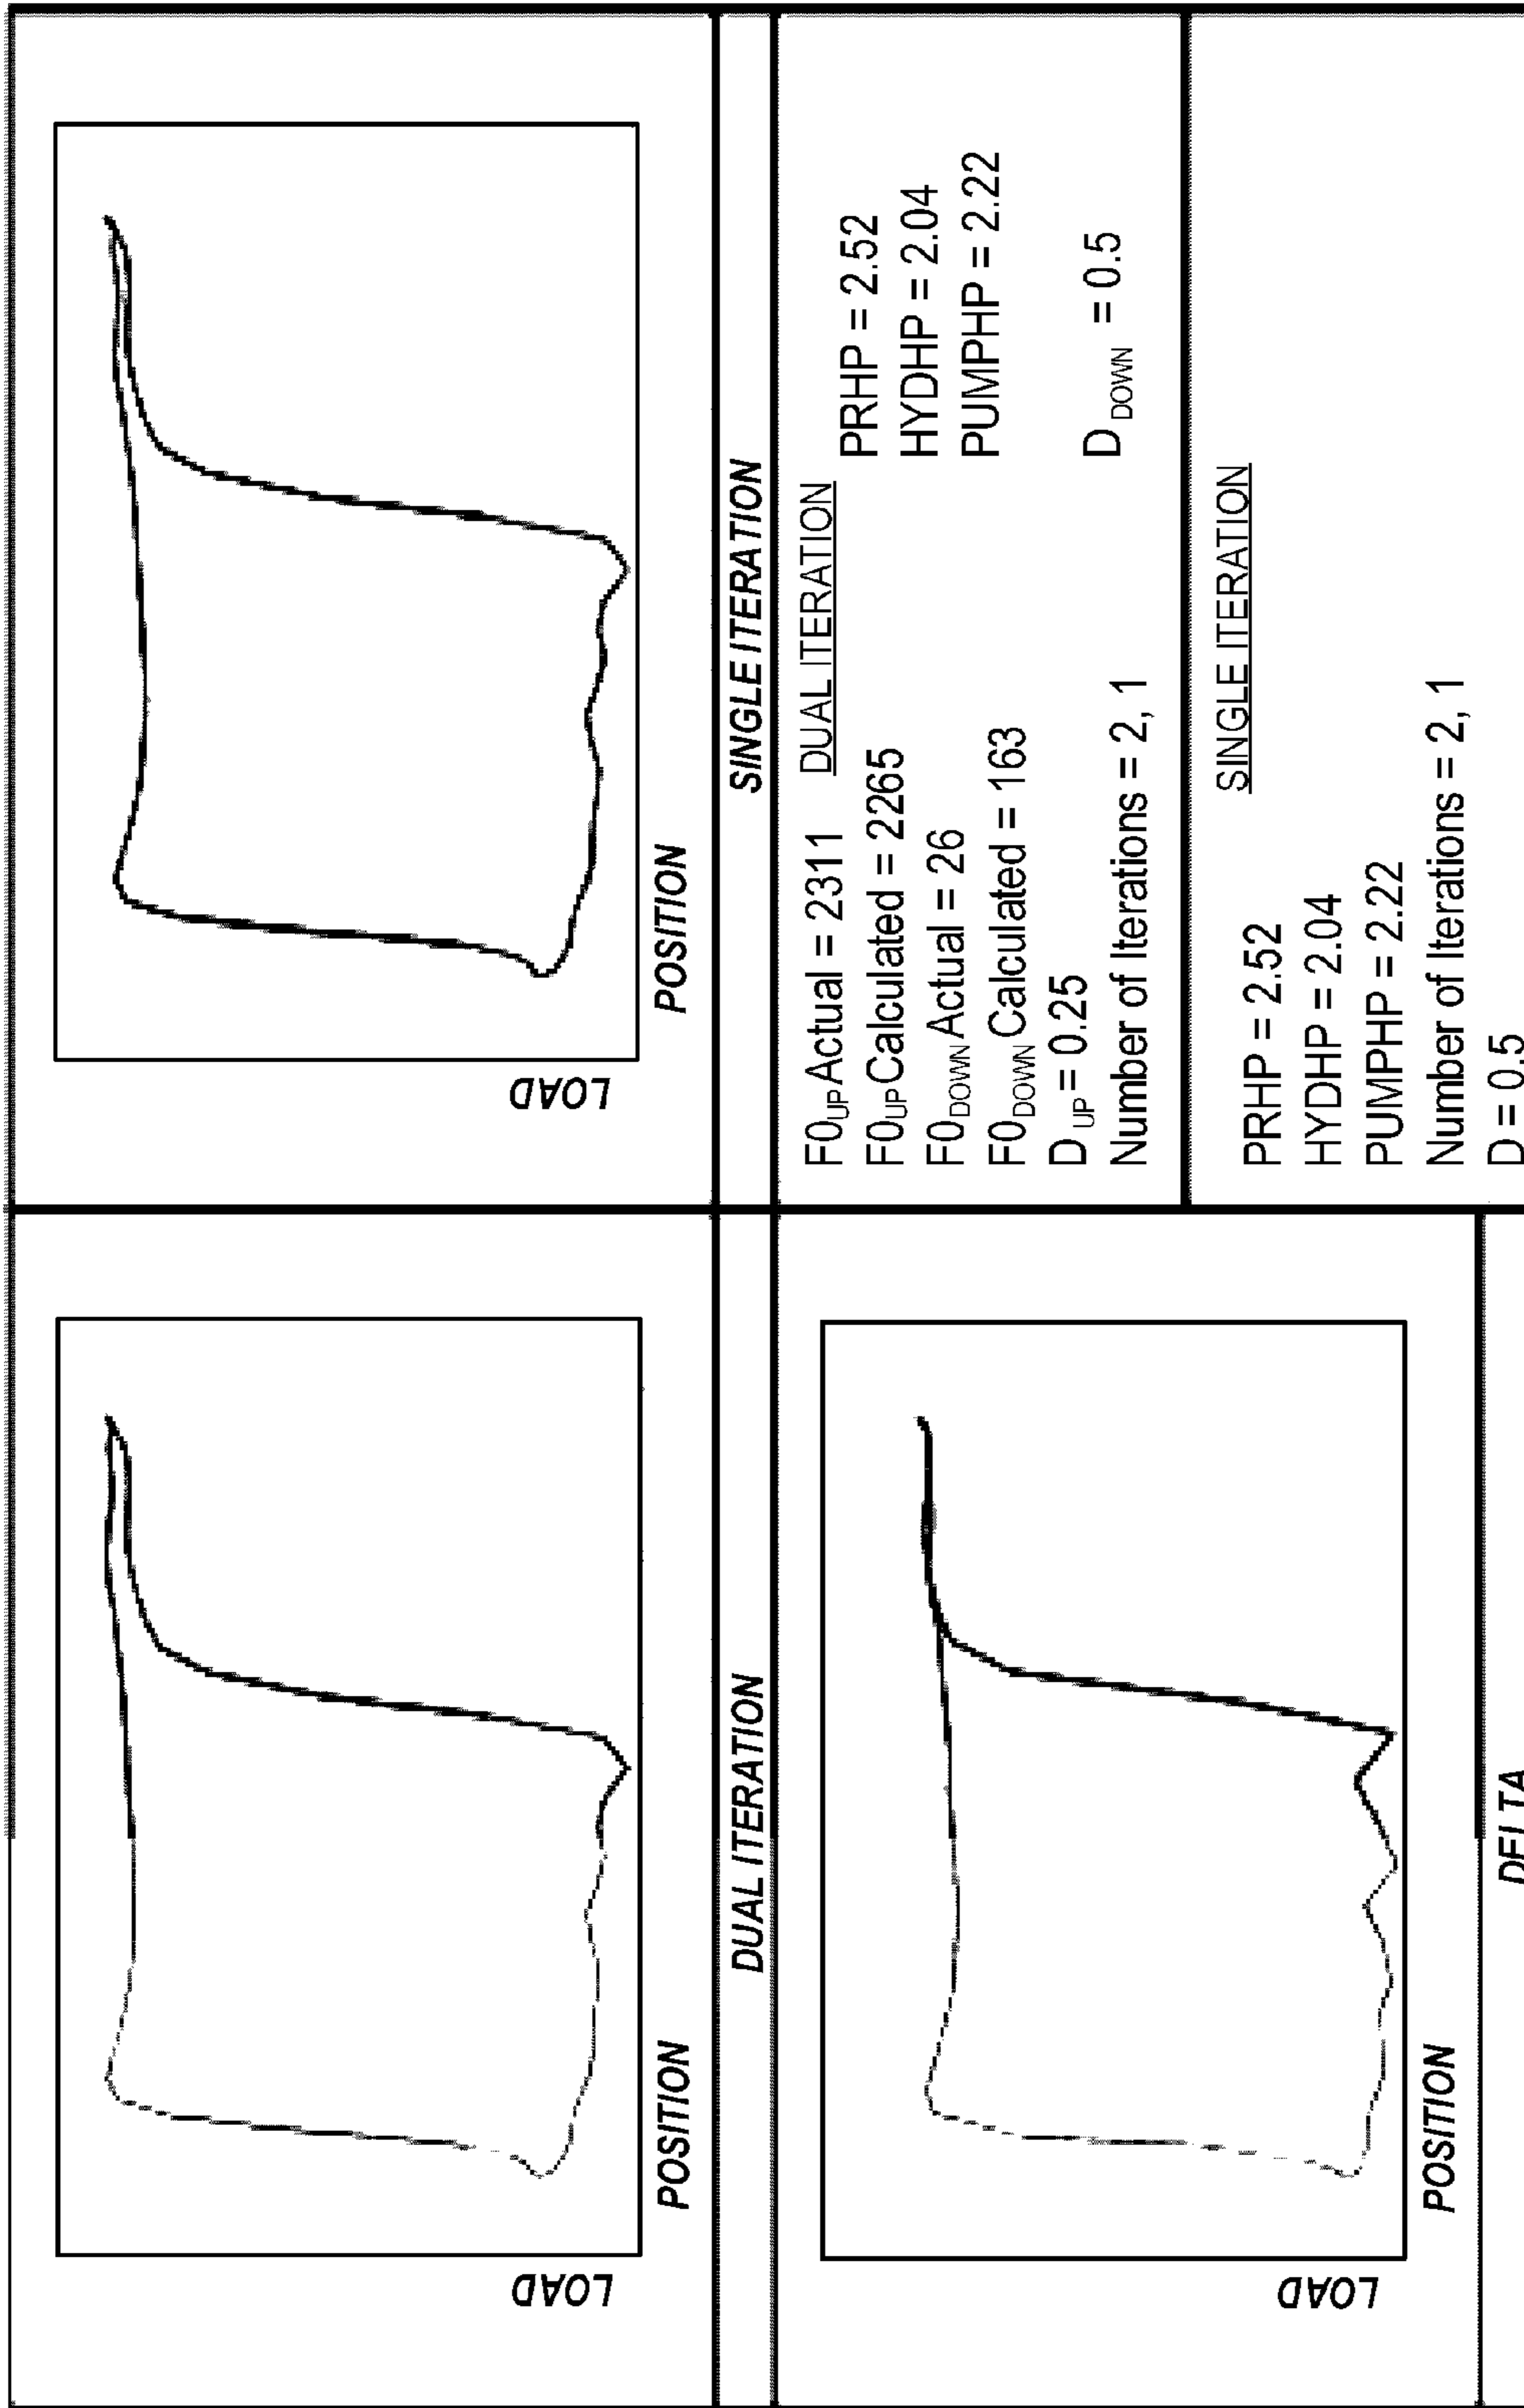 LOAD
POSITION
DUAL ITERATION
LOAD
POSITION
SINGLE ITERATION
LOAD
POSITION
DELTA
F0UP Actual = 2311
DUAL ITERATION
F0UP Calculated = 2265
PRHP = 2.52
F0DOWN Actual = 26
HYDHP = 2.04
F0DOWN Calculated = 163
PUMPHP = 2.22
DUP = 0.25
DDOWN = 0.5
Number of Iterations = 2, 1
SINGLE ITERATION
PRHP = 2.52
HYDHP = 2.04
PUMPHP = 2.22
Number of Iterations = 2, 1
D = 0.5